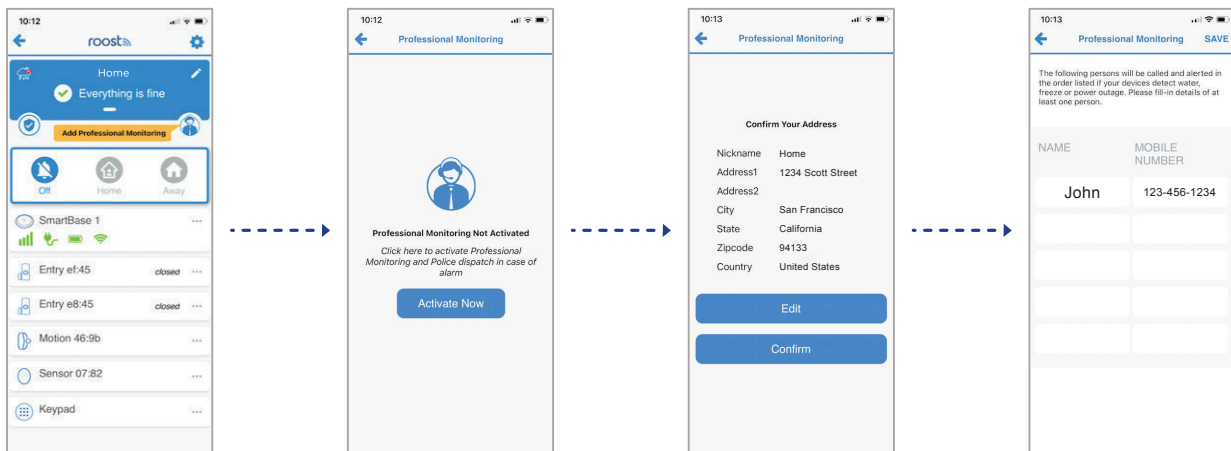 10:12
roost
Home
Everything is fine
Add Professional Monitoring
Off
Home
Away
SmartBase 1
Entry ef:45
closed
Entry e8:45
closed
Motion 46:9b
Sensor 07:82
Keypad
10:12
Professional Monitoring
Professional Monitoring Not Activated
Click here to activate Professional
Monitoring and Police dispatch in case of
alarm
Activate Now
10:13
Professional Monitoring
Confirm Your Address
Nickname Home
Address1 1234 Scott Street
Address2
City San Francisco
State California
Zipcode 94133
Country United States
Edit
Confirm
10:13
Professional Monitoring SAVE
The following persons will be called and alerted in
the order listed if your devices detect water,
freeze or power outage. Please fill-in details of at
least one person.
NAME MOBILE
NUMBER
John 123-456-1234